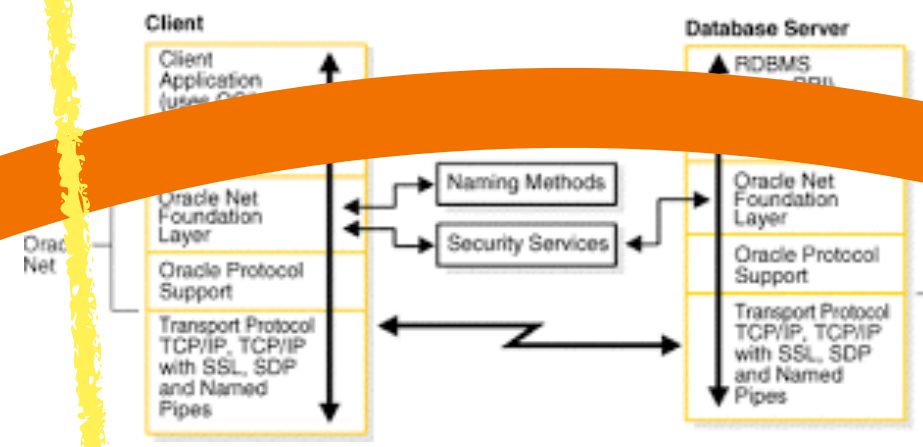 Client
Client
Application
(uses
Oracle Net
Foundation
Layer
Oracle Protocol
Support
Transport Protocol
TCP/IP, TCP/IP
with SSL, SDP
and Named
Pipes
Net
Naming Methods
Security Services
Database Server
RDBMS
Oracle Net
Foundation
Layer
Oracle Protocol
Support
Transport Protocol
TCP/IP, TCP/IP
with SSL, SDP
and Named
Pipes